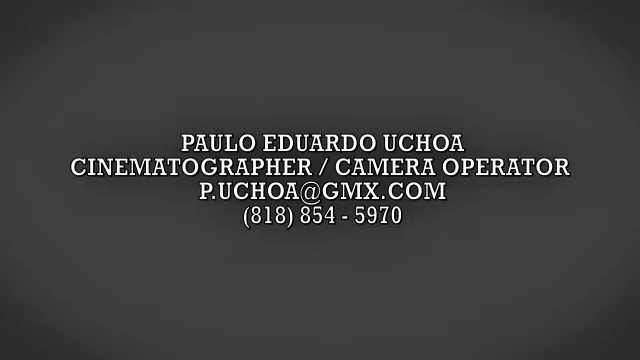 PAULO EDUARDO UCHOA
CINEMATOGRAPHER / CAMERA OPERATOR
P.UCHOA@GMX.COM
(818) 854 - 5970